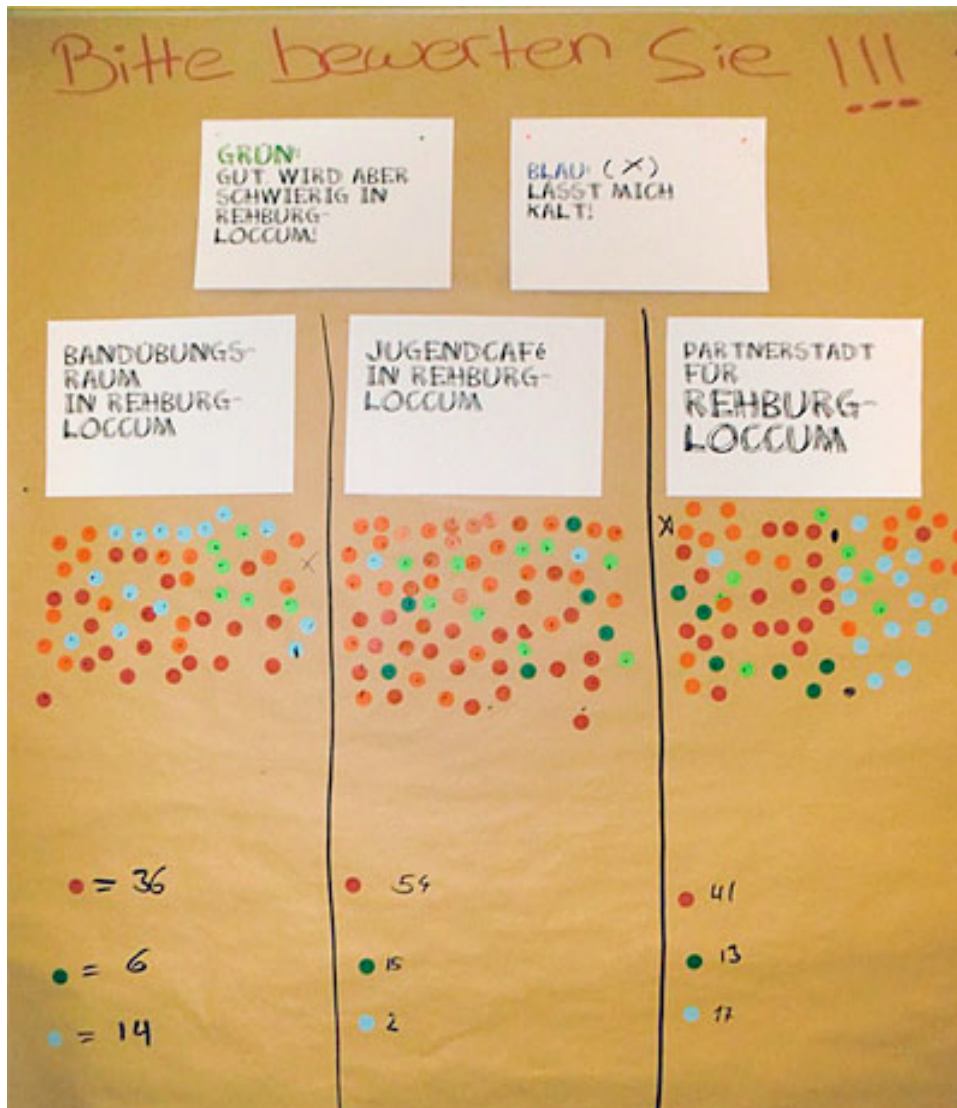 Bitte bewerten Sie !!!
GRÜN:
GUT WIRD ABER
SCHWIERIG IN
REHBURG-
LOCCUM!
BLAU: (X)
LÄSST MICH
KALT!
BANDÜBUNGS-
RAUM
IN REHBURG-
LOCCUM
JUGENDCAFé
IN REHBURG-
LOCCUM
PARTNERSTADT
FÜR
REHBURG-
LOCCUM
= 36
= 6
= 14
54
15
2
41
13
17